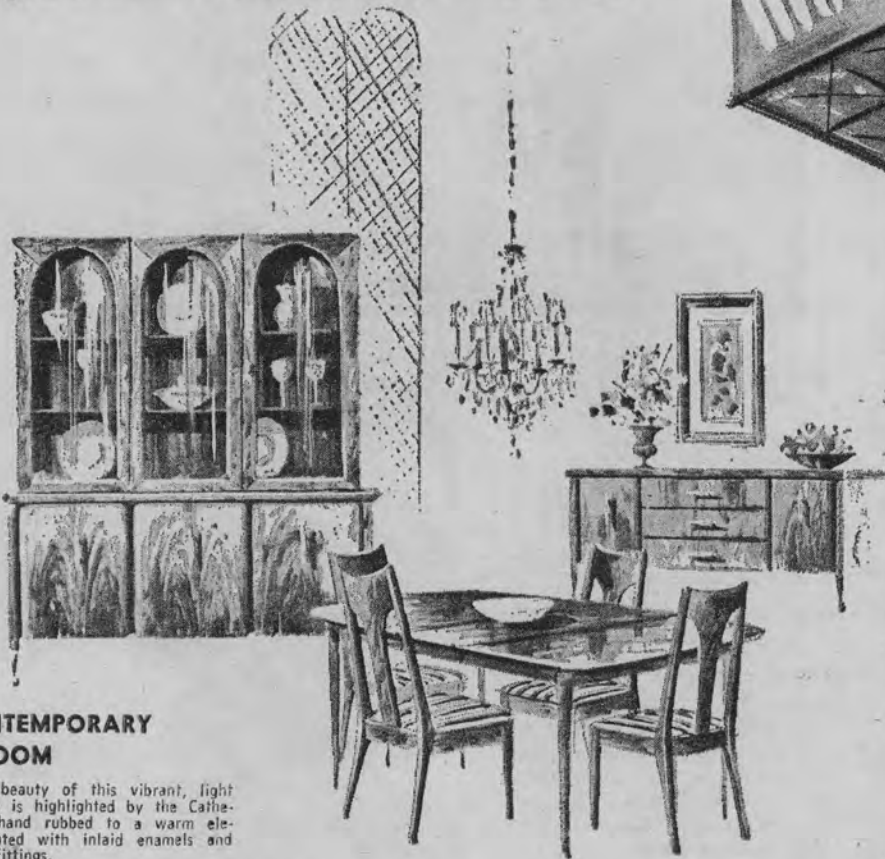 NTEMPORARY
OOM
beauty of this vibrant, light
is highlighted by the Cathe-
hand rubbed to a warm ele-
ted with inlaid enamels and
ittings.